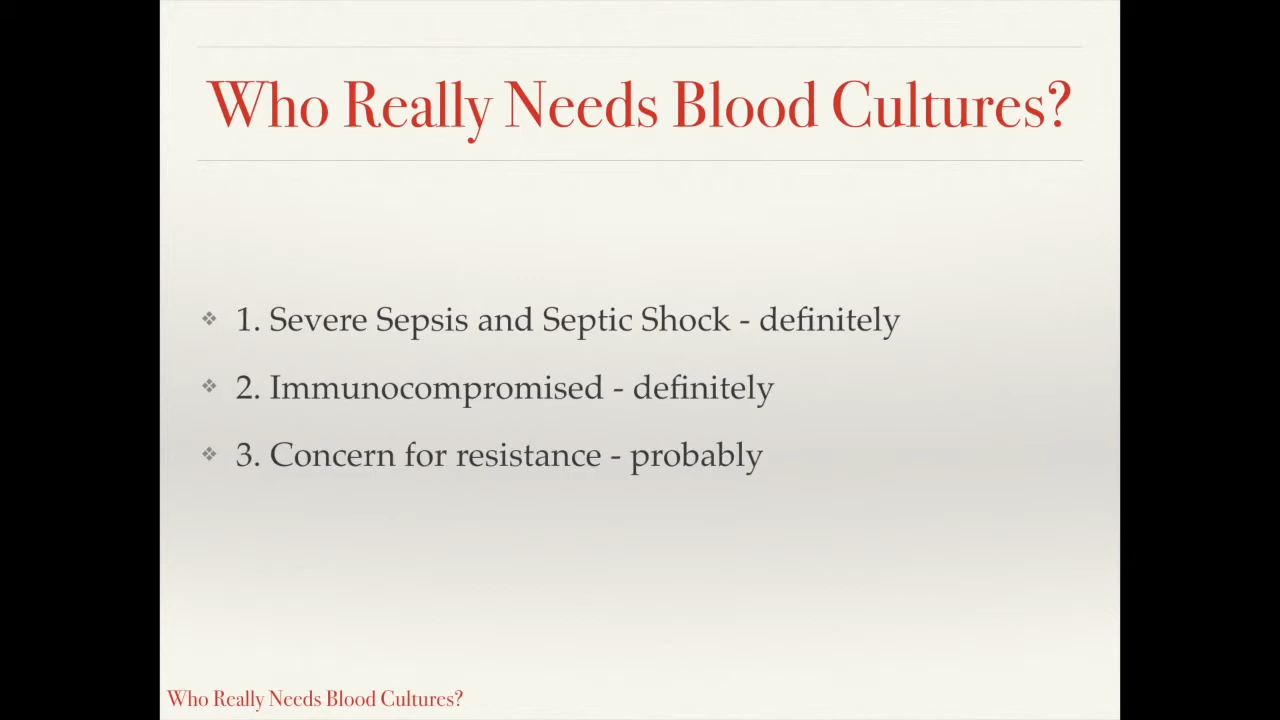 Who Really Needs Blood Cultures?
❖ 1. Severe Sepsis and Septic Shock - definitely
❖ 2. Immunocompromised - definitely
❖ 3. Concern for resistance - probably
Who Really Needs Blood Cultures?